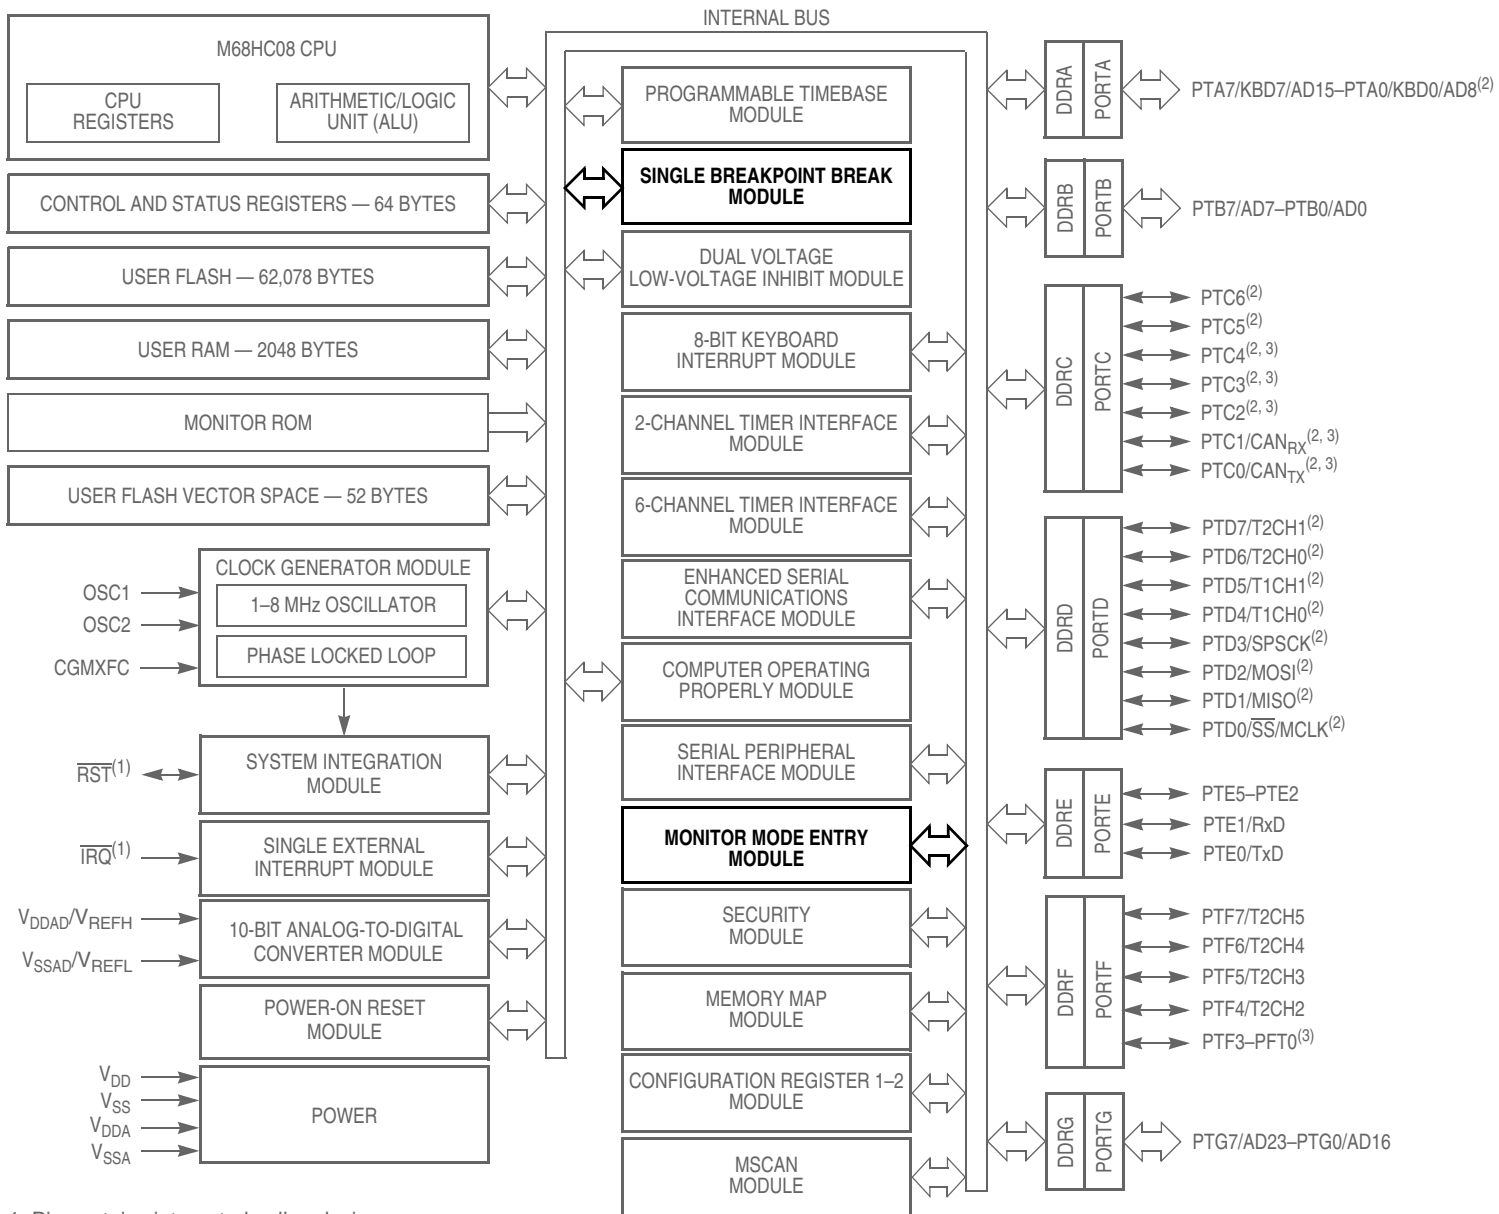 INTERNAL BUS
M68HC08 CPU
CPU
REGISTERS
ARITHMETIC/LOGIC
UNIT (ALU)
CONTROL AND STATUS REGISTERS — 64 BYTES
USER FLASH — 62,078 BYTES
USER RAM — 2048 BYTES
MONITOR ROM
USER FLASH VECTOR SPACE — 52 BYTES
OSC1
OSC2
CGMXFC
CLOCK GENERATOR MODULE
1–8 MHz OSCILLATOR
PHASE LOCKED LOOP
RST(1)
SYSTEM INTEGRATION
MODULE
IRQ(1)
SINGLE EXTERNAL
INTERRUPT MODULE
VDDAD/VREFH
VSSAD/VREFL
10-BIT ANALOG-TO-DIGITAL
CONVERTER MODULE
POWER-ON RESET
MODULE
VDD
VSS
VDDA
VSSA
POWER
PROGRAMMABLE TIMEBASE
MODULE
SINGLE BREAKPOINT BREAK
MODULE
DUAL VOLTAGE
LOW-VOLTAGE INHIBIT MODULE
8-BIT KEYBOARD
INTERRUPT MODULE
2-CHANNEL TIMER INTERFACE
MODULE
6-CHANNEL TIMER INTERFACE
MODULE
ENHANCED SERIAL
COMMUNICATIONS
INTERFACE MODULE
COMPUTER OPERATING
PROPERLY MODULE
SERIAL PERIPHERAL
INTERFACE MODULE
MONITOR MODE ENTRY
MODULE
SECURITY
MODULE
MEMORY MAP
MODULE
CONFIGURATION REGISTER 1–2
MODULE
MSCAN
MODULE
DDRA
PORTA
PTA7/KBD7/AD15–PTA0/KBD0/AD8(2)
DDRB
PORTB
PTB7/AD7–PTB0/AD0
DDRC
PORTC
PTC6(2)
PTC5(2)
PTC4(2, 3)
PTC3(2, 3)
PTC2(2, 3)
PTC1/CANRX(2, 3)
PTC0/CANTX(2, 3)
DDRD
PORTD
PTD7/T2CH1(2)
PTD6/T2CH0(2)
PTD5/T1CH1(2)
PTD4/T1CH0(2)
PTD3/SPSCK(2)
PTD2/MOSI(2)
PTD1/MISO(2)
PTD0/SS/MCLK(2)
DDRE
PORTE
PTE5–PTE2
PTE1/RxD
PTE0/TxD
DDRF
PORTF
PTF7/T2CH5
PTF6/T2CH4
PTF5/T2CH3
PTF4/T2CH2
PTF3–PFT0(3)
DDRG
PORTG
PTG7/AD23–PTG0/AD16